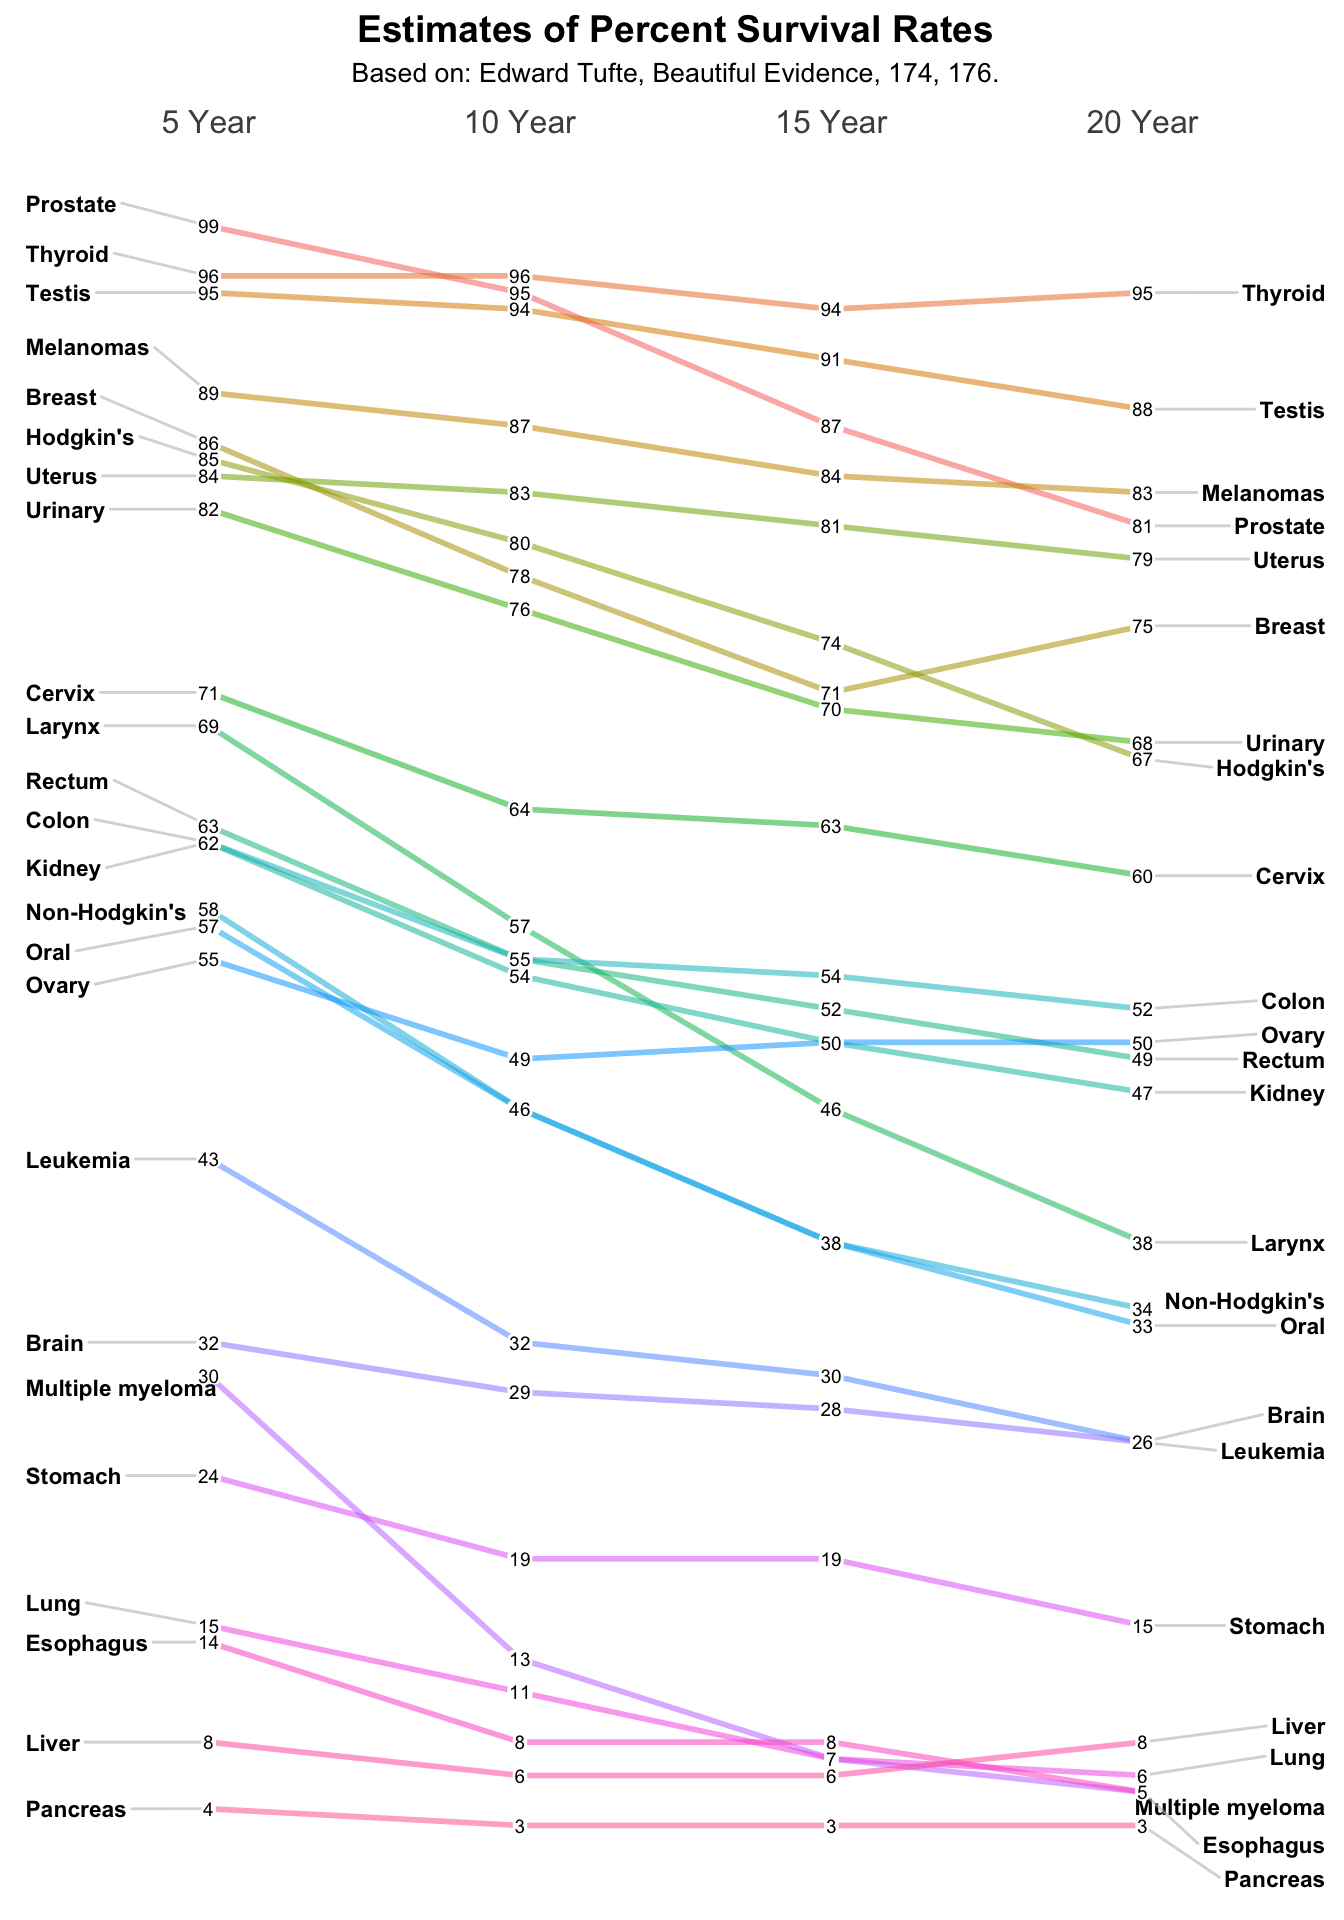 Estimates of Percent Survival Rates
Based on: Edward Tufte, Beautiful Evidence, 174, 176.
5 Year 10 Year 15 Year 20 Year
Prostate
99
Thyroid 96 96
Testis 95 95 95 Thyroid
94 94
Melanomas
91
89
Breast 88 Testis
Hodgkin's 86 87 87
85
Uterus 84 84
83 83 Melanomas
Urinary 82
81 81 Prostate
80 79 Uterus
78
76 75 Breast
74
Cervix 71 71
70
Larynx 69
68 Urinary
67 Hodgkin's
Rectum
64
Colon 63 63
62
Kidney 60 Cervix
Non-Hodgkin's 58
57 57
Oral
Ovary 55 55
54 54
52 52 Colon
Ovary
50 50
49 49 Rectum
47 Kidney
46 46
Leukemia 43
38 38 Larynx
34 Non-Hodgkin's
33 Oral
Brain 32 32
30 30
Multiple myeloma 29
28 Brain
26
Leukemia
Stomach 24
19 19
Lung
15 15 Stomach
Esophagus 14
13
11
Liver
Liver 8 8 8 8
7 Lung
6 6 6
5
Multiple myeloma
Pancreas 4
3 3 3
Esophagus
Pancreas